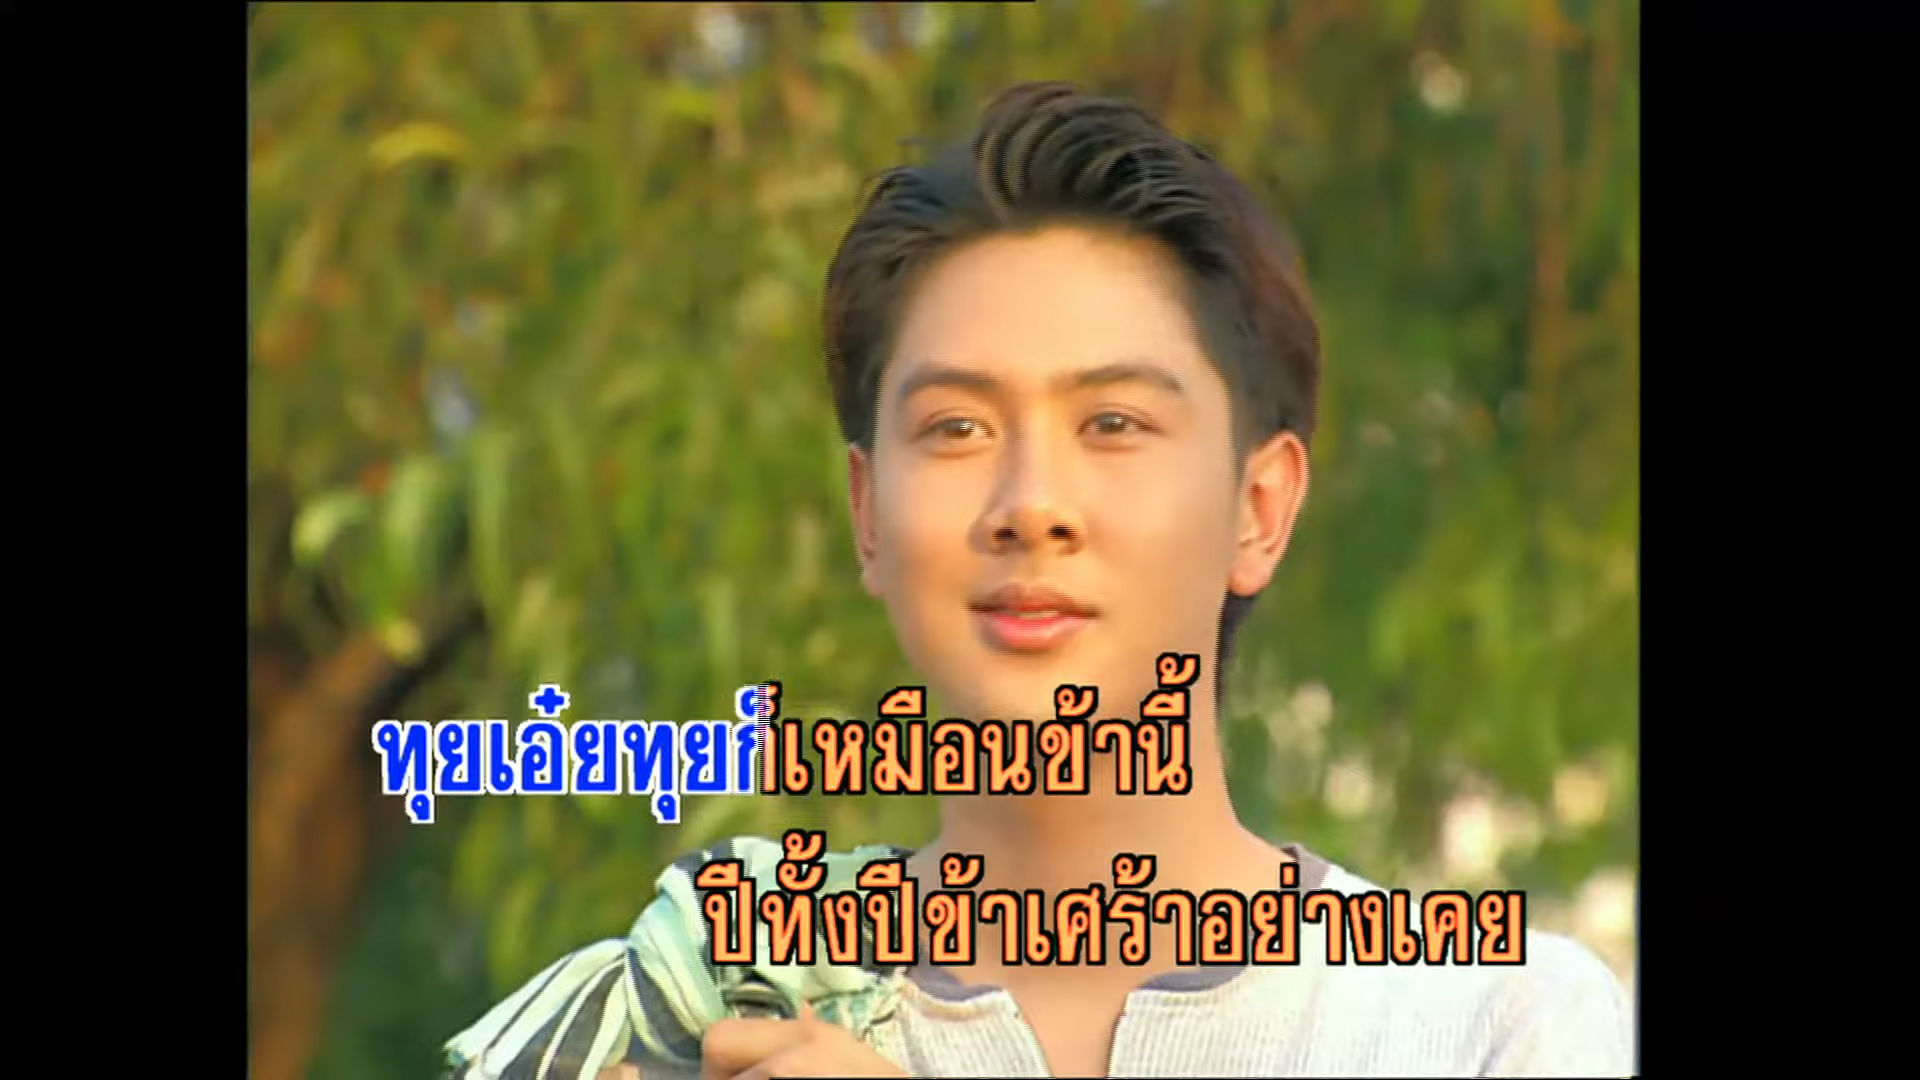 ทุยเอ๋ยทุยก็เหมือนข้านี้
ปีทั้งปีข้าเศร้าอย่างเคย